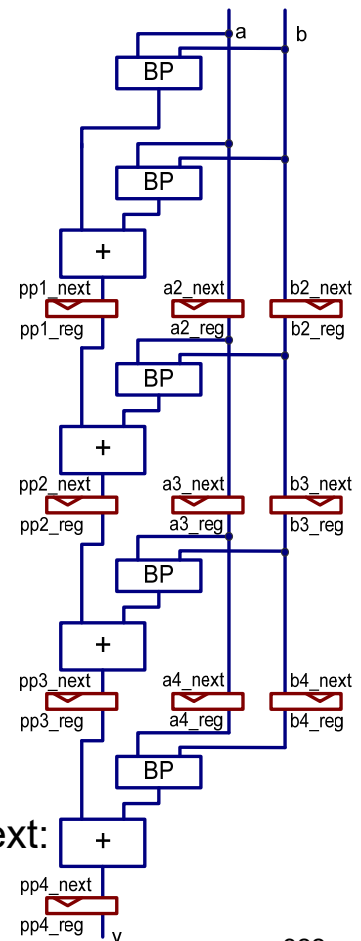 a b
BP
BP
+
pp1_next a2_next b2_next
pp1_reg a2_reg b2_reg
BP
+
pp2_next a3_next b3_next
pp2_reg a3_reg b3_reg
BP
+
pp3_next a4_next b4_next
pp3_reg a4_reg b4_reg
BP
ext: +
pp4_next
pp4_reg
y